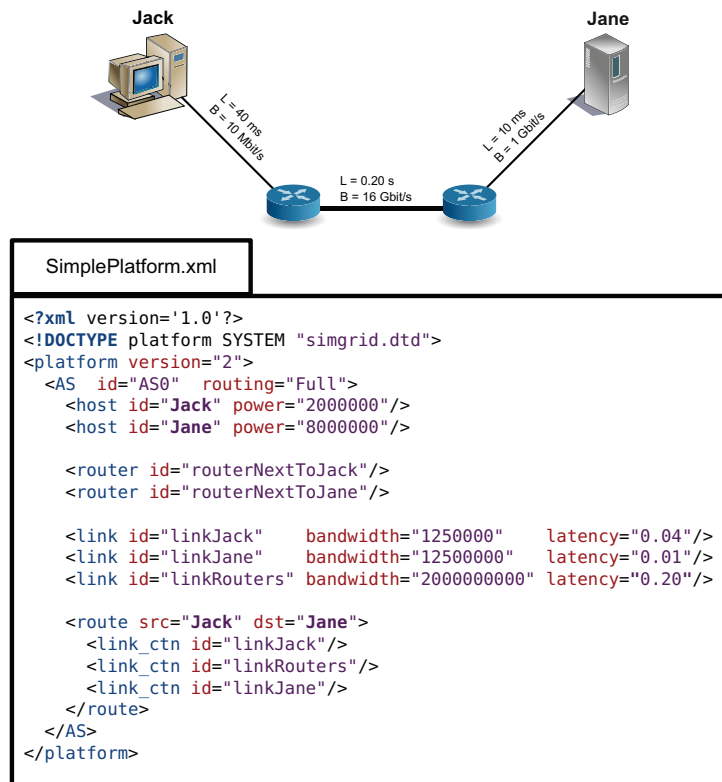 Jack
Jane
L = 40 ms
B = 10 Mbit/s
L = 10 ms
B = 1 Gbit/s
L = 0.20 s
B = 16 Gbit/s
SimplePlatform.xml
<?xml version='1.0'?>
<!DOCTYPE platform SYSTEM "simgrid.dtd">
<platform version="2">
  <AS  id="AS0"  routing="Full">
    <host id="Jack" power="2000000"/>
    <host id="Jane" power="8000000"/>
    <router id="routerNextToJack"/>
    <router id="routerNextToJane"/>
    <link id="linkJack"    bandwidth="1250000"    latency="0.04"/>
    <link id="linkJane"    bandwidth="12500000"   latency="0.01"/>
    <link id="linkRouters" bandwidth="2000000000" latency="0.20"/>
    <route src="Jack" dst="Jane">
      <link_ctn id="linkJack"/>
      <link_ctn id="linkRouters"/>
      <link_ctn id="linkJane"/>
    </route>
  </AS>
</platform>